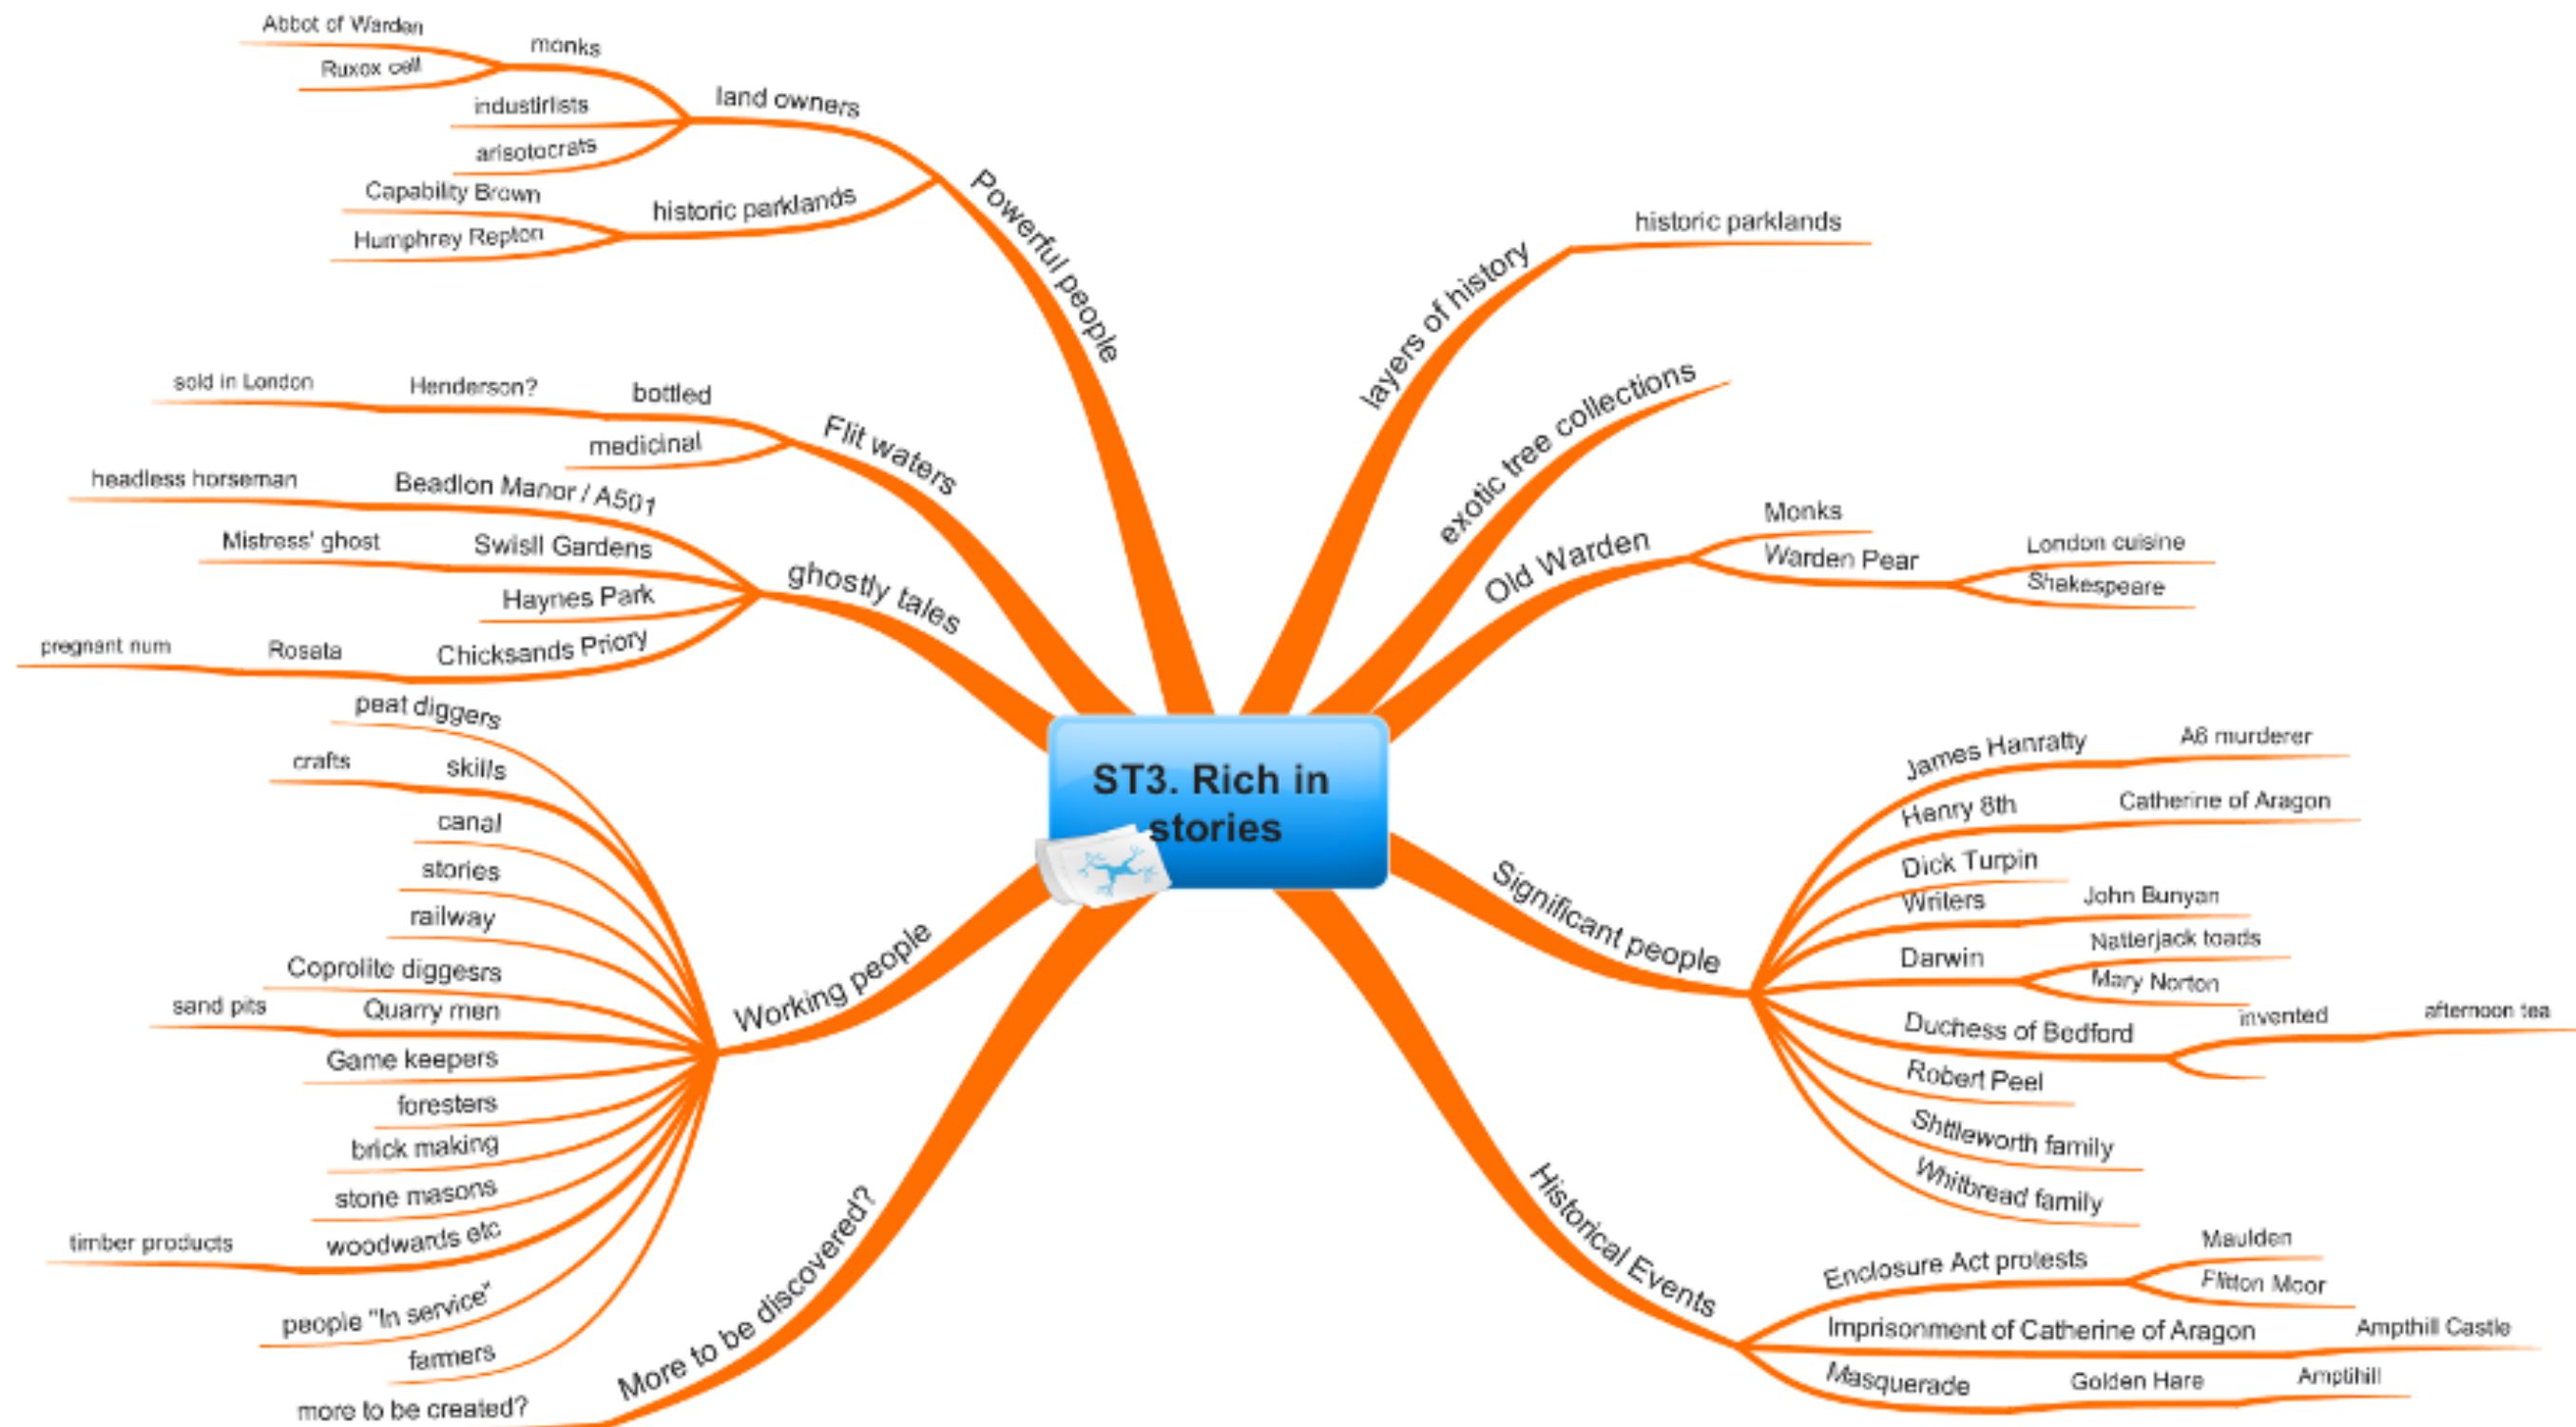 ST3. Rich in
stories
Powerful people
land owners
monks
Abbot of Warden
Ruxox cell
industirlists
arisotocrats
historic parklands
Capability Brown
Humphrey Repton
Flit waters
bottled
Henderson?
sold in London
medicinal
ghostly tales
Beadlon Manor / A501
headless horseman
Swisll Gardens
Mistress' ghost
Haynes Park
Chicksands Priory
Rosata
pregnant num
Working people
peat diggers
skills
crafts
canal
stories
railway
Coprolite diggesrs
Quarry men
sand pits
Game keepers
foresters
brick making
stone masons
woodwards etc
timber products
people "In service"
farmers
More to be discovered?
more to be created?
layers of history
historic parklands
exotic tree collections
Old Warden
Monks
Warden Pear
London cuisine
Shakespeare
Significant people
James Hanratty
A6 murderer
Henry 8th
Catherine of Aragon
Dick Turpin
Writers
John Bunyan
Darwin
Natterjack toads
Mary Norton
Duchess of Bedford
invented
afternoon tea
Robert Peel
Shttleworth family
Whitbread family
Historical Events
Enclosure Act protests
Maulden
Flitton Moor
Imprisonment of Catherine of Aragon
Ampthill Castle
Masquerade
Golden Hare
Amptihill